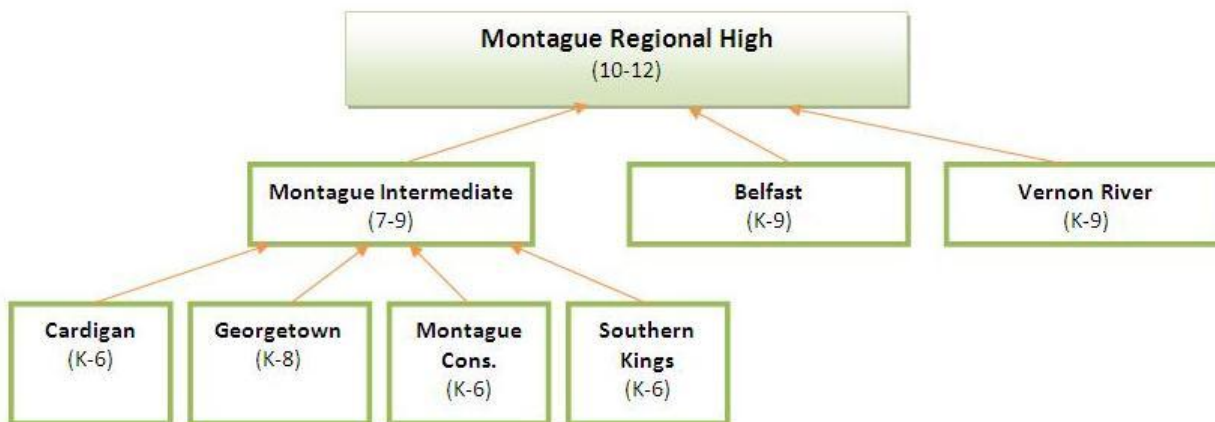 Montague Regional High
(10-12)
Montague Intermediate
(7-9)
Belfast
(K-9)
Vernon River
(K-9)
Cardigan
(K-6)
Georgetown
(K-8)
Montague
Cons.
(K-6)
Southern
Kings
(K-6)